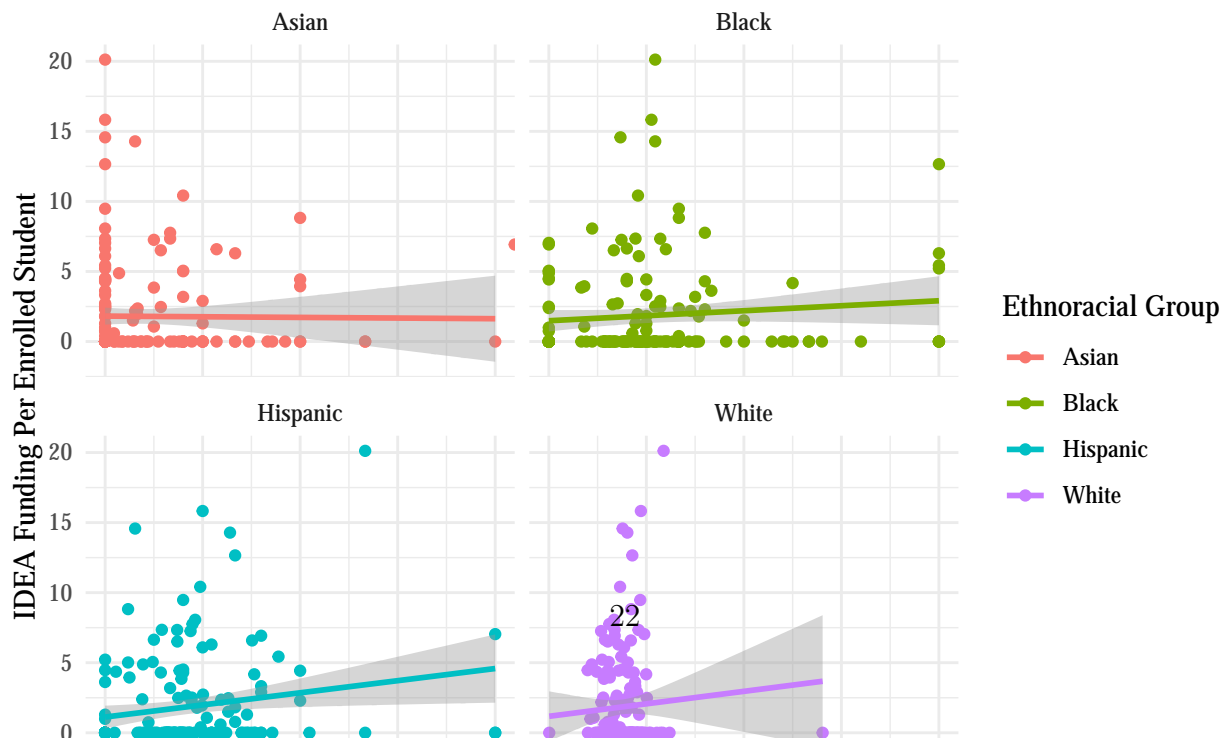 Asian
Black
20
15
10
5
0
Hispanic
White
20
15
10
5
0
22
IDEA Funding Per Enrolled Student
Ethnoracial Group
Asian
Black
Hispanic
White